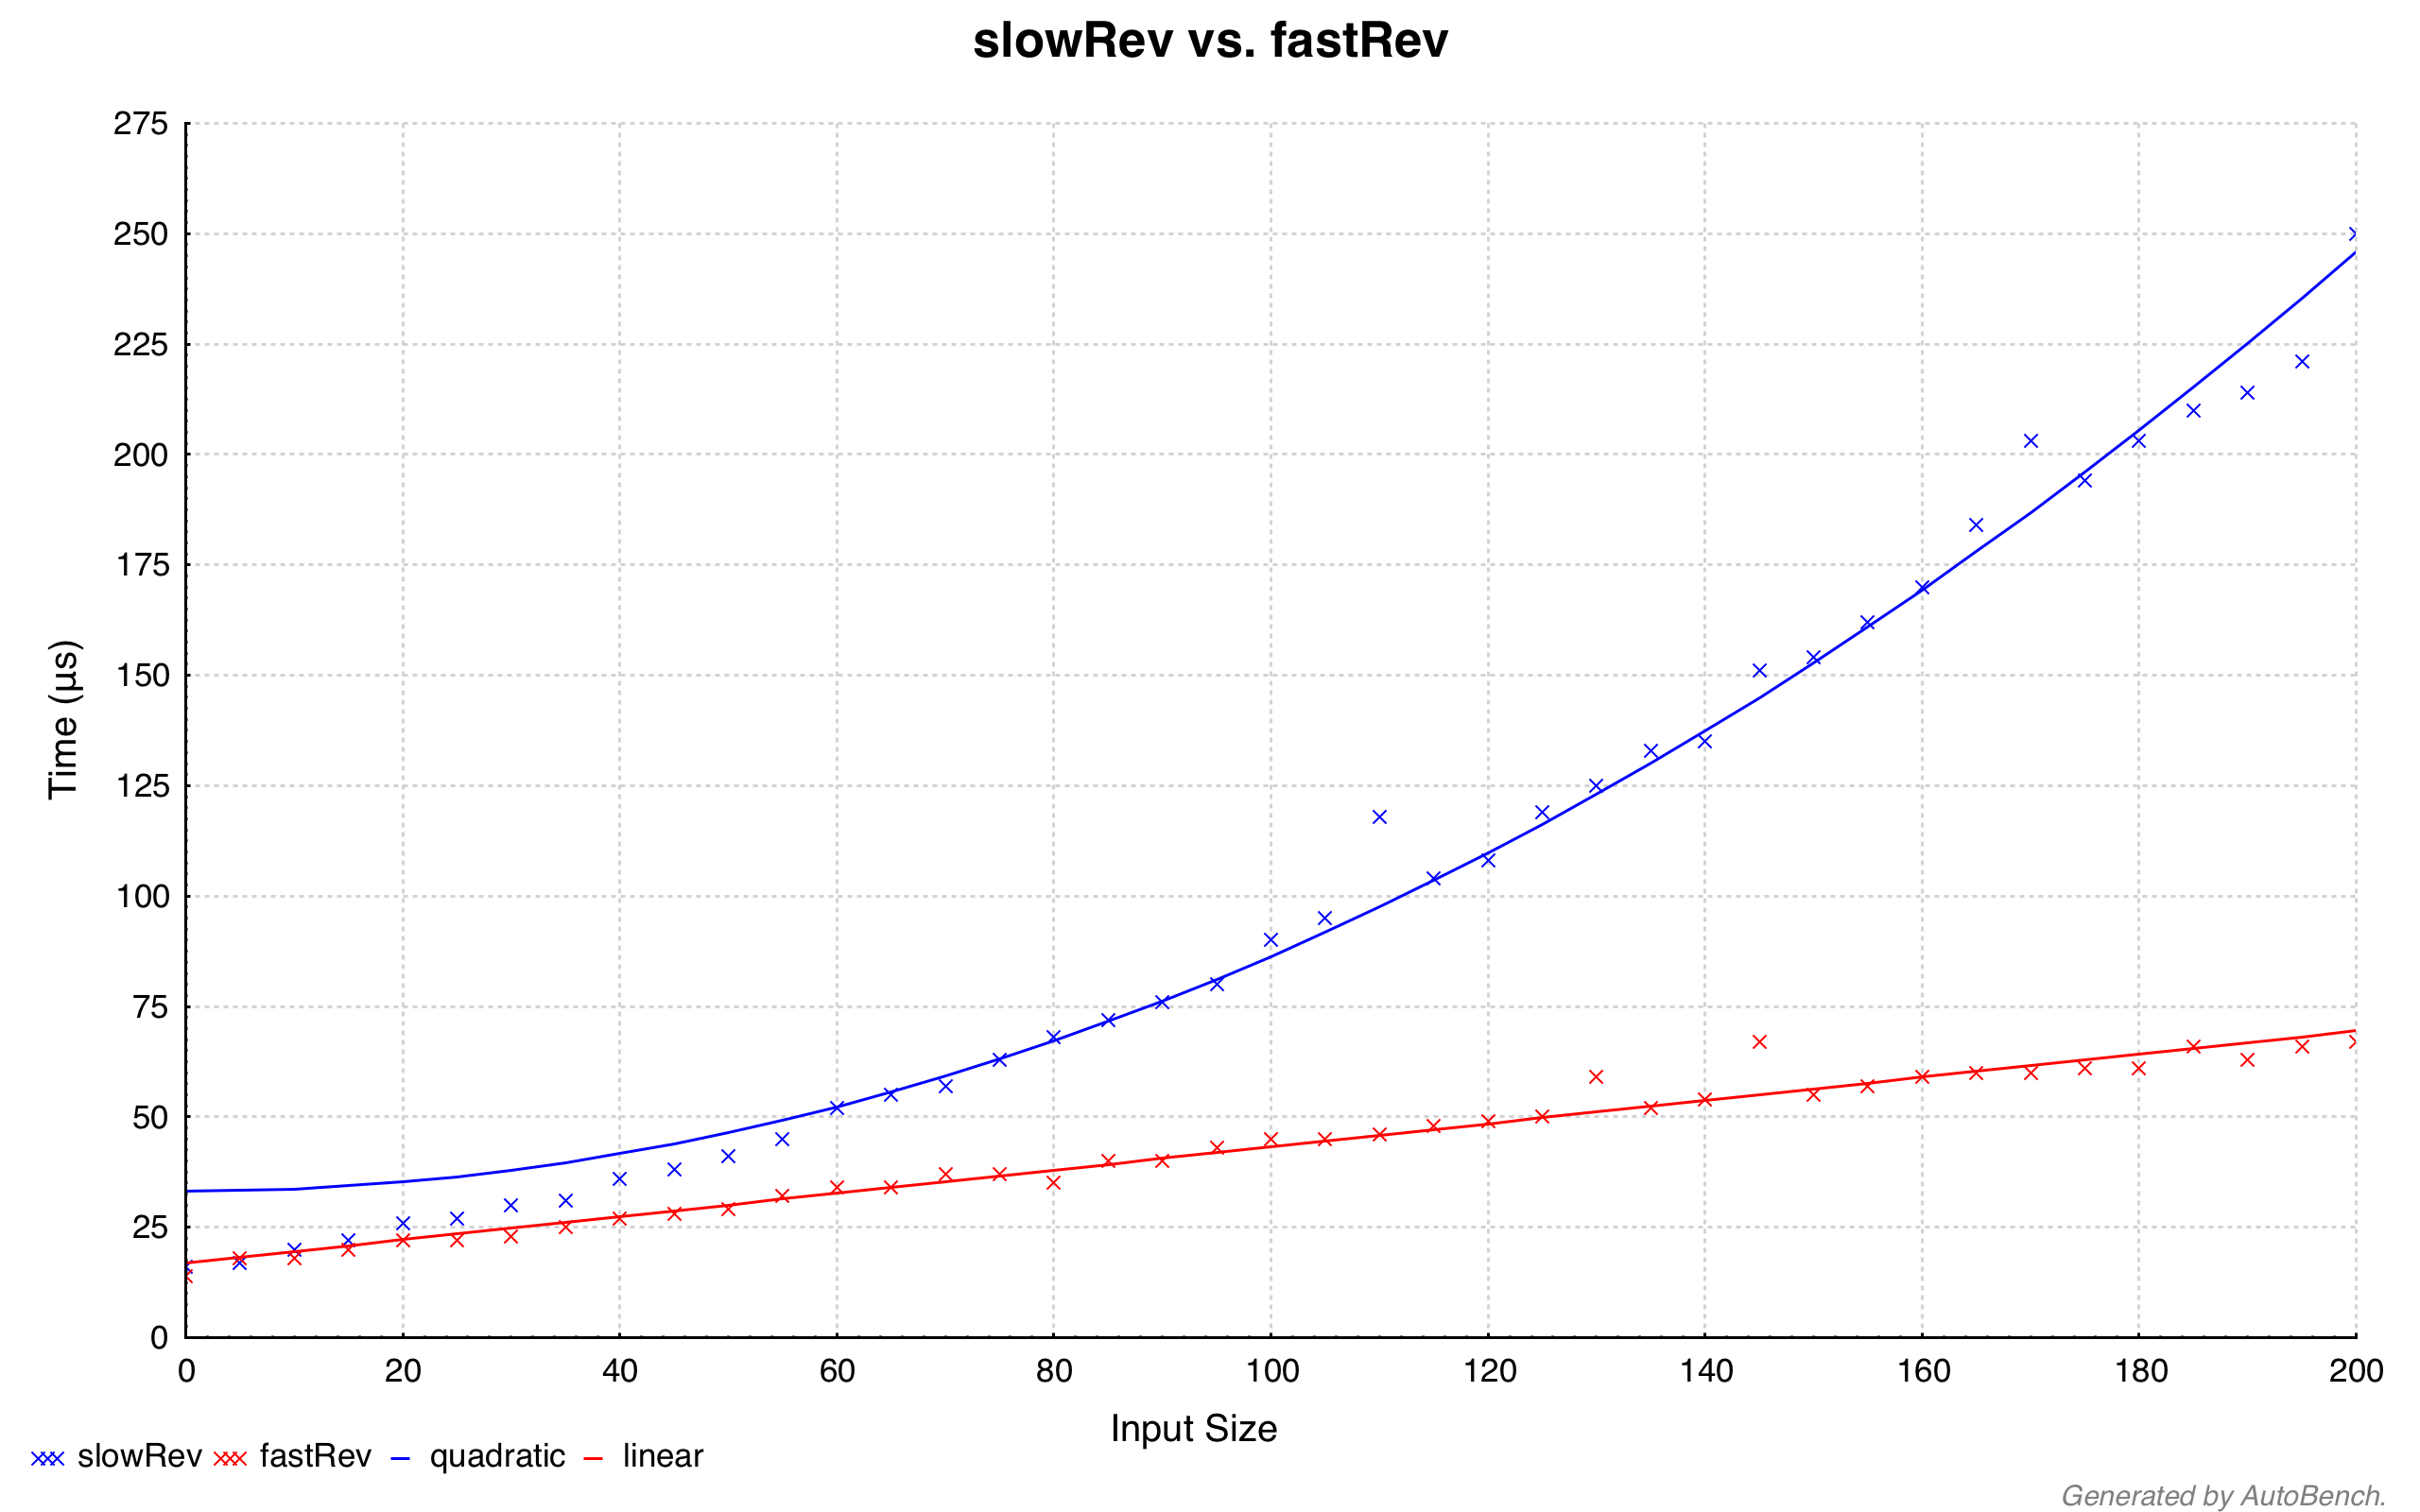 slowRev vs. fastRev
275
250
225
200
175
150
125
100
75
50
25
0
Time (µs)
0 20 40 60 80 100 120 140 160 180 200
Input Size
slowRev fastRev quadratic linear
Generated by AutoBench.